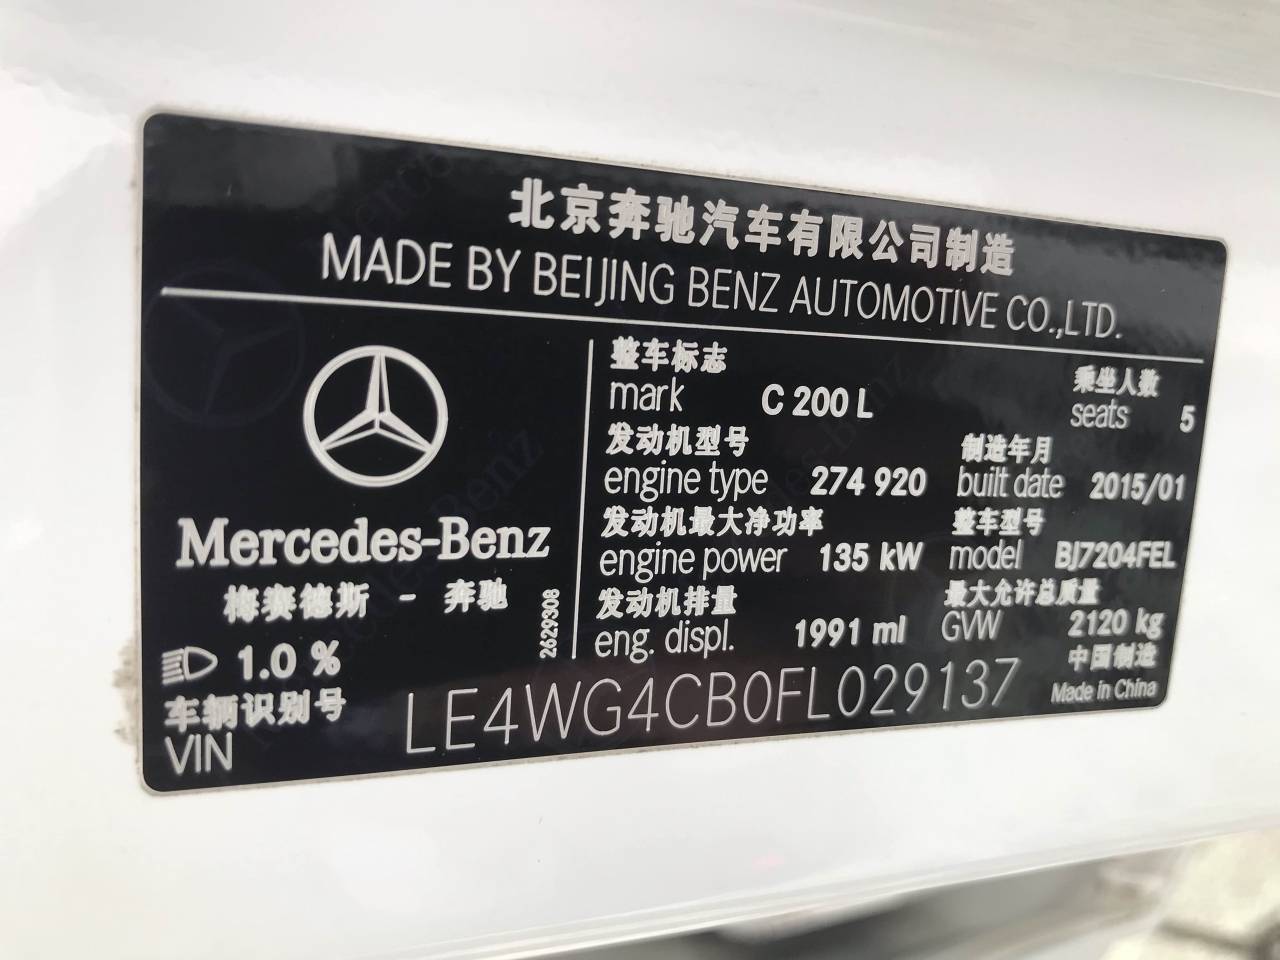 北京奔驰汽车有限公司制造
MADE BY BEIJING BENZ AUTOMOTIVE CO.,LTD.
Mercedes-Benz
梅赛德斯 - 奔驰
2629308
1.0 %
整车标志
mark C 200 L
乘坐人数
seats 5
发动机型号
engine type 274 920
制造年月
built date 2015/01
发动机最大净功率
engine power 135 kW
整车型号
model BJ7204FEL
发动机排量
eng. displ. 1991 ml
最大允许总质量
GVW 2120 kg
中国制造
Made in China
车辆识别号
VIN LE4WG4CB0FL029137